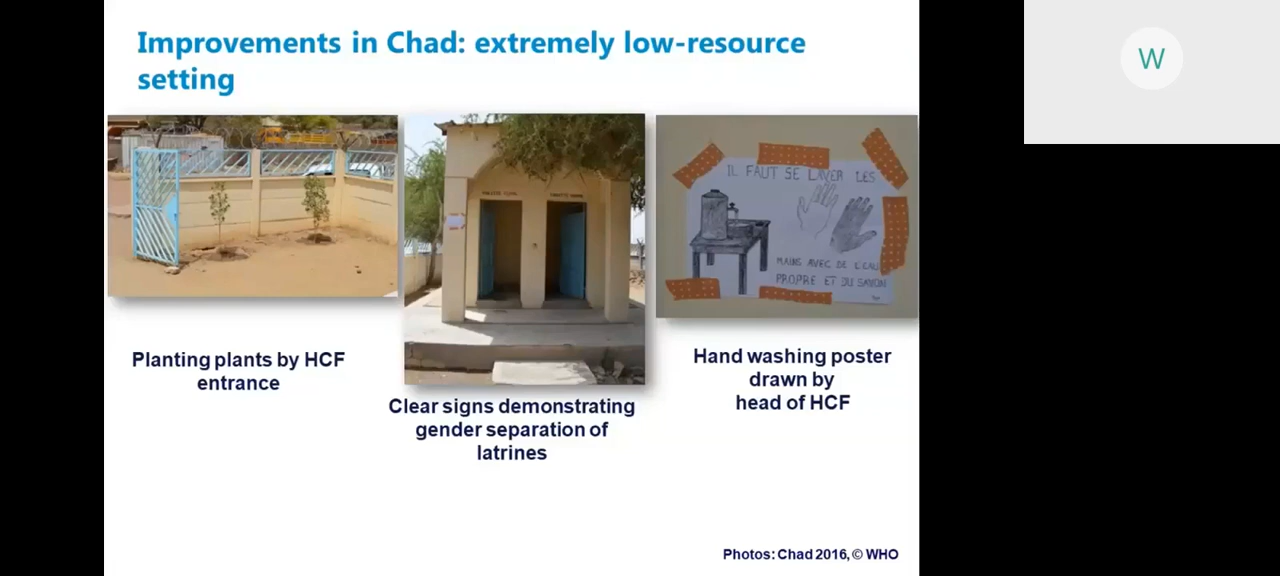 Improvements in Chad: extremely low-resource
setting
IL FAUT SE LAVER LES
MAINS AVEC DE L'EAU
PROPRE ET DU SAVON
Planting plants by HCF
entrance
Clear signs demonstrating
gender separation of
latrines
Hand washing poster
drawn by
head of HCF
Photos: Chad 2016, © WHO
W